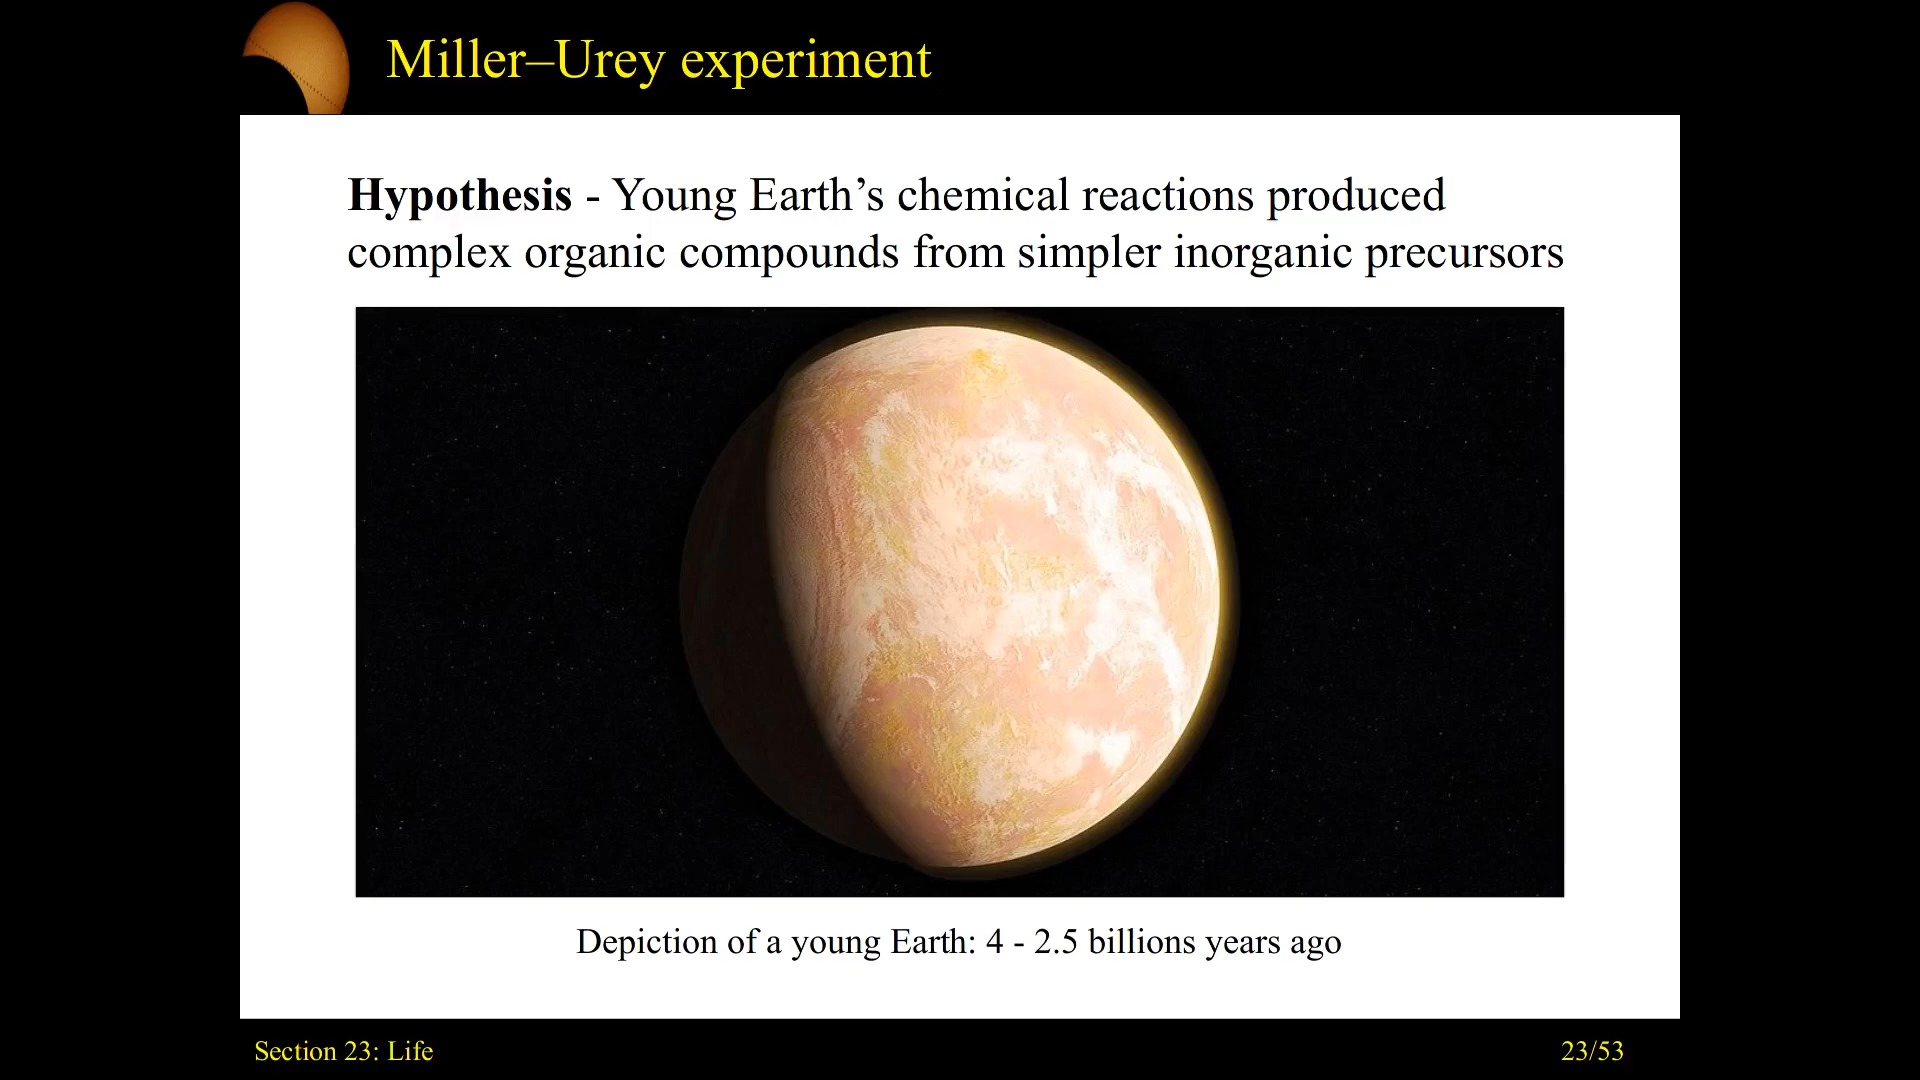 Miller–Urey experiment
Hypothesis - Young Earth’s chemical reactions produced
complex organic compounds from simpler inorganic precursors
Depiction of a young Earth: 4 - 2.5 billions years ago
Section 23: Life
23/53